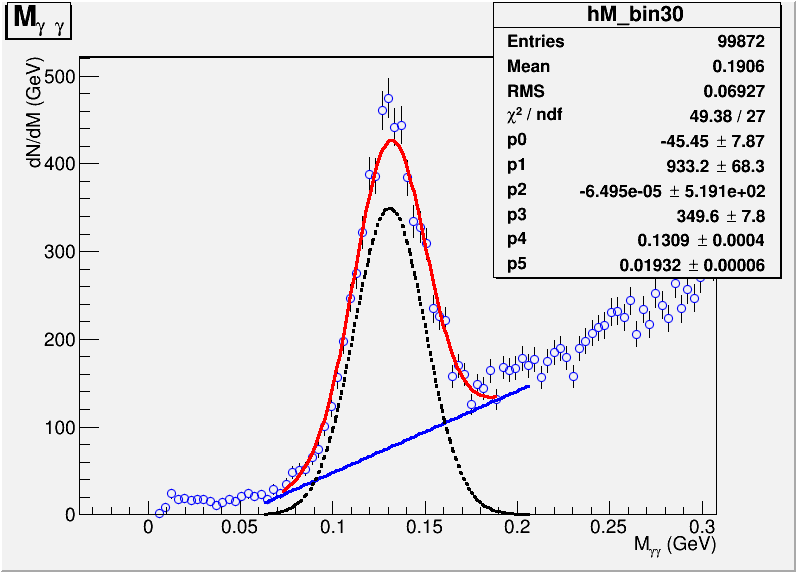 M γ γ
hM_bin30
Entries 99872
Mean 0.1906
RMS 0.06927
χ² / ndf 49.38 / 27
p0 -45.45 ± 7.87
p1 933.2 ± 68.3
p2 -6.495e-05 ± 5.191e+02
p3 349.6 ± 7.8
p4 0.1309 ± 0.0004
p5 0.01932 ± 0.00006
dN/dM (GeV)
500
400
300
200
100
0
0 0.05 0.1 0.15 0.2 0.25 0.3
M γγ (GeV)